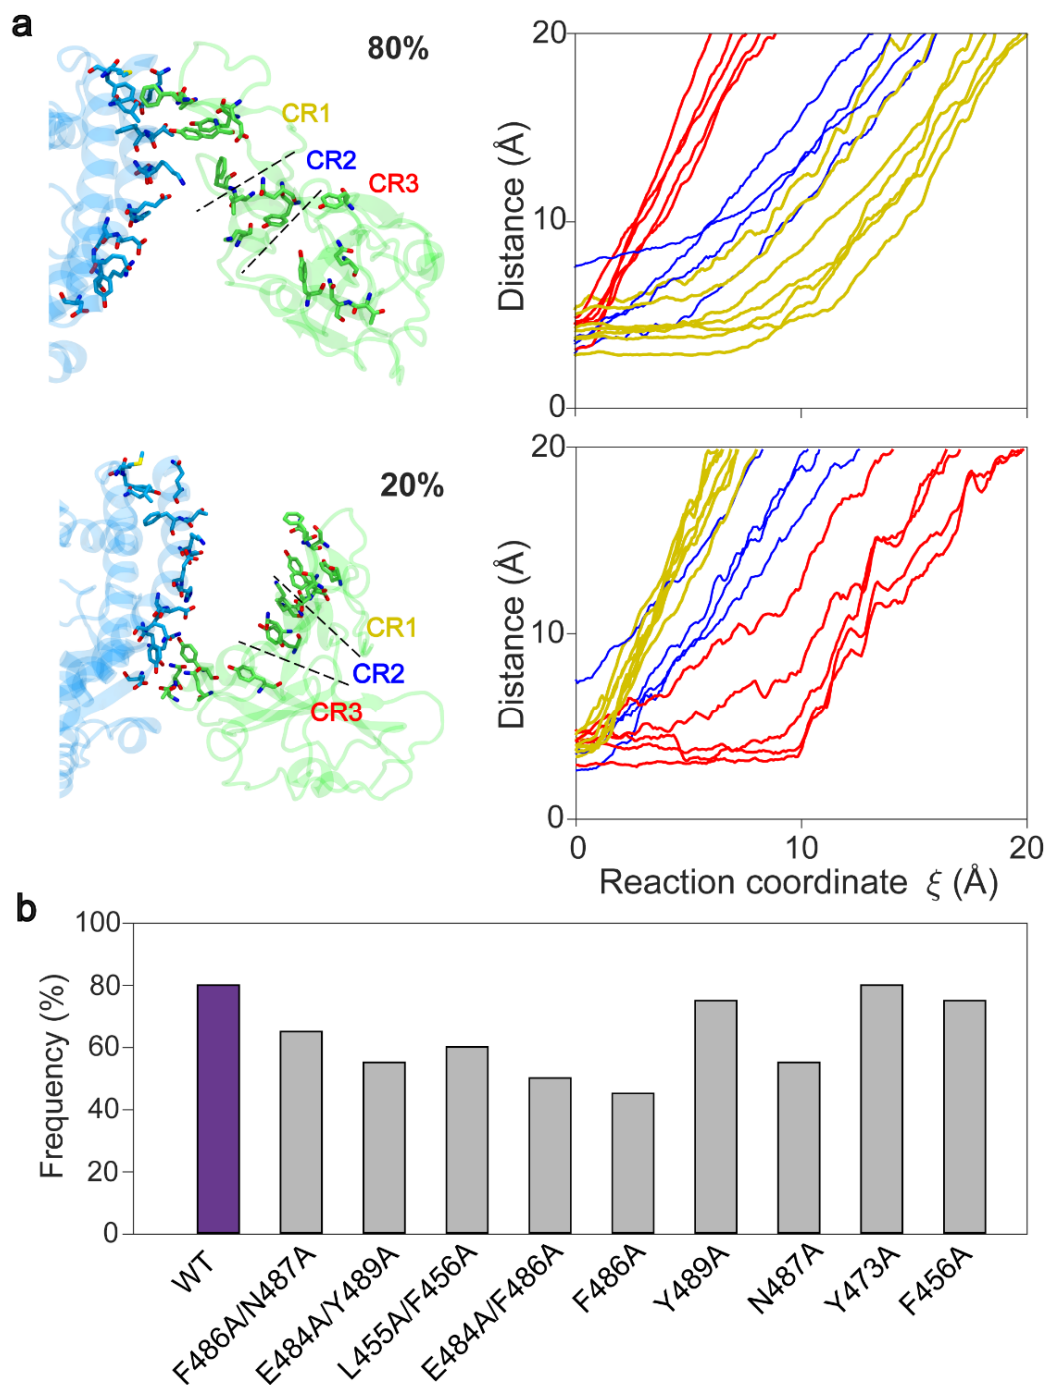 a
80%
CR1
CR2
CR3
20
10
0
Distance (Å)
20%
CR1
CR2
CR3
20
10
0
Distance (Å)
0
10
20
Reaction coordinate ξ (Å)
b
100
80
60
40
20
0
Frequency (%)
WT
F486A/N487A
E484A/Y489A
L455A/F456A
E484A/F486A
F486A
Y489A
N487A
Y473A
F456A